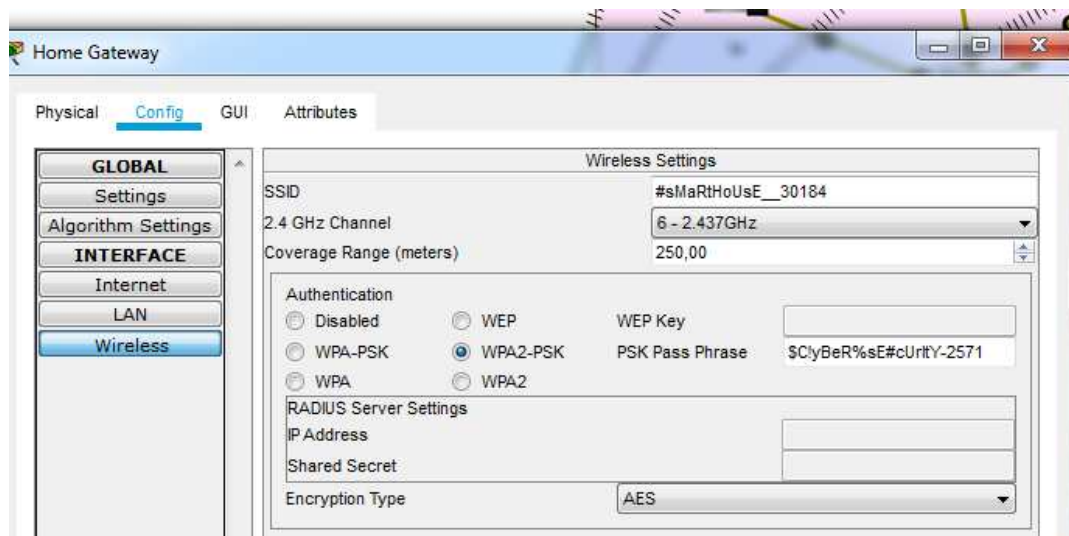 Home Gateway
Physical Config GUI Attributes
GLOBAL
Settings
Algorithm Settings
INTERFACE
Internet
LAN
Wireless
Wireless Settings
SSID #sMaRtHoUsE__30184
2.4 GHz Channel 6 - 2.437GHz
Coverage Range (meters) 250,00
Authentication
Disabled WEP WEP Key
WPA-PSK WPA2-PSK PSK Pass Phrase $C!yBeR%sE#cUrItY-2571
WPA WPA2
RADIUS Server Settings
IP Address
Shared Secret
Encryption Type AES